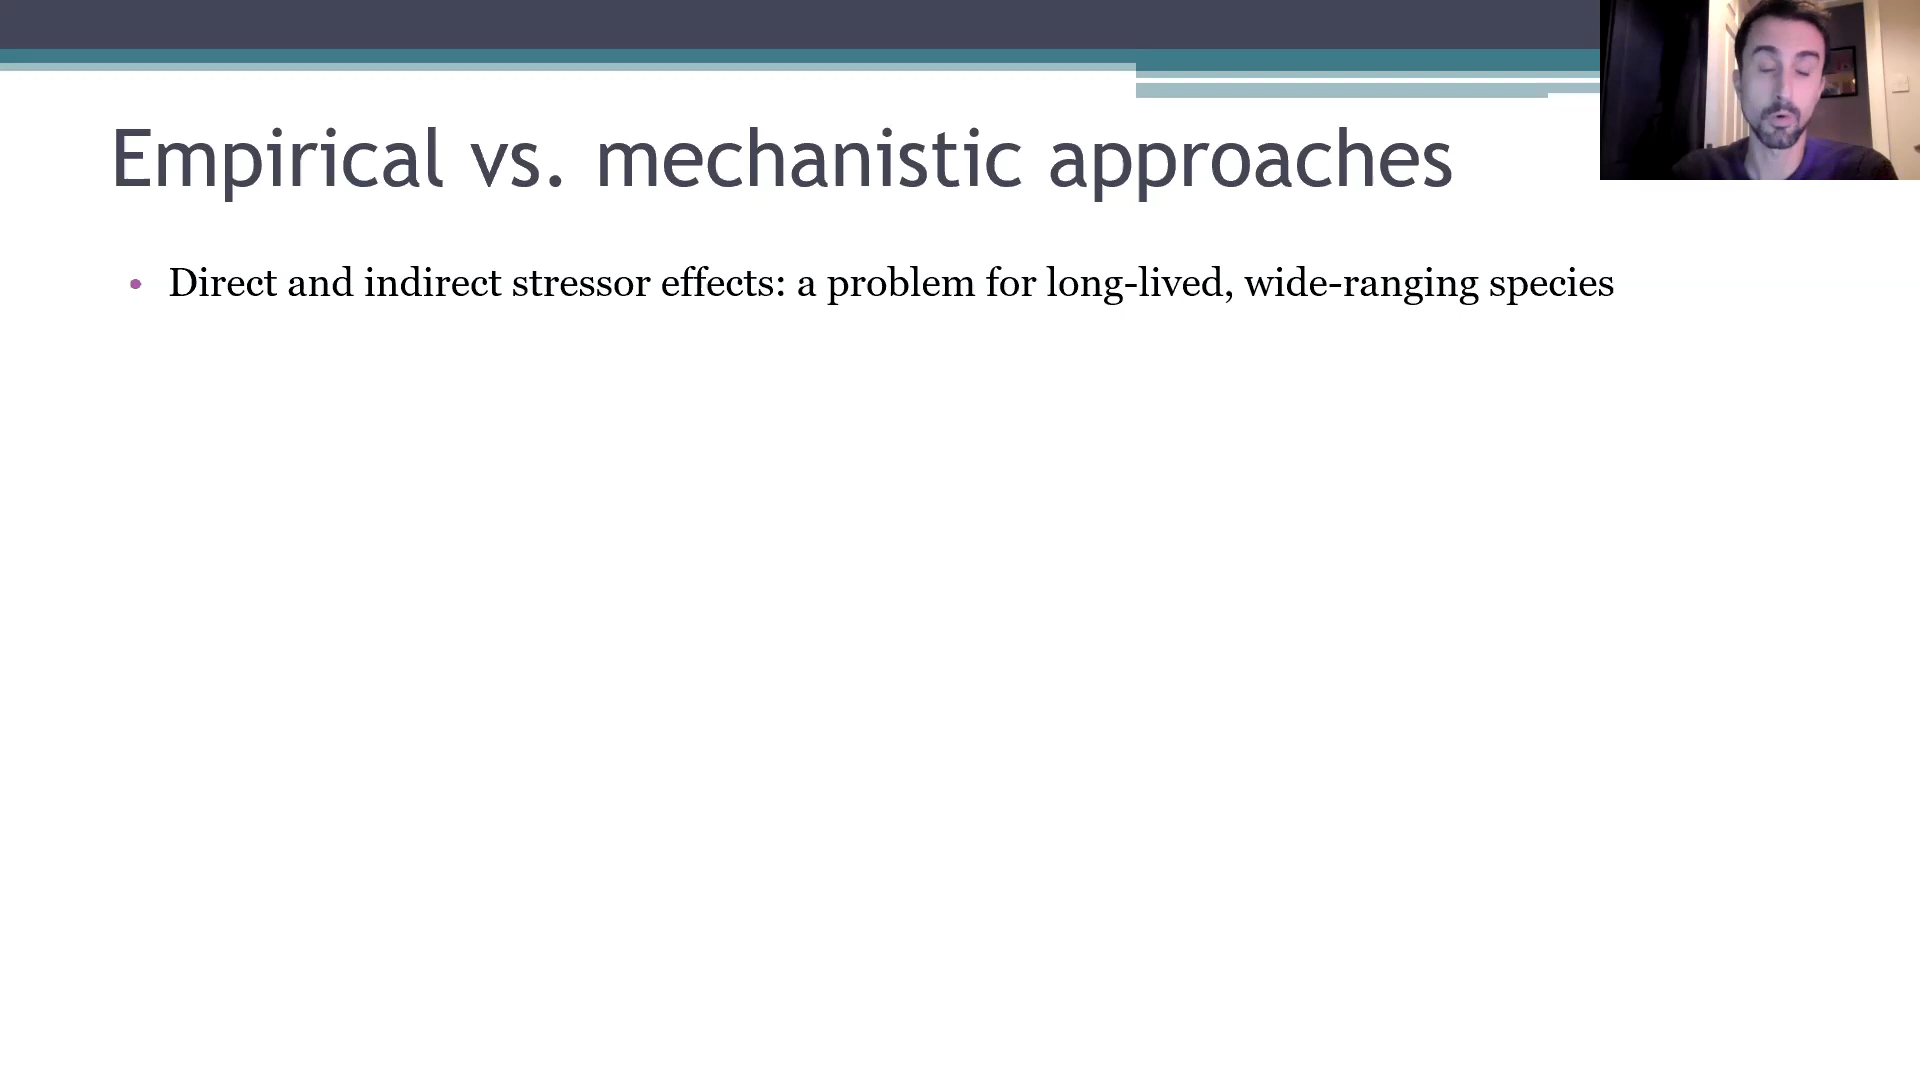 Empirical vs. mechanistic approaches
• Direct and indirect stressor effects: a problem for long-lived, wide-ranging species